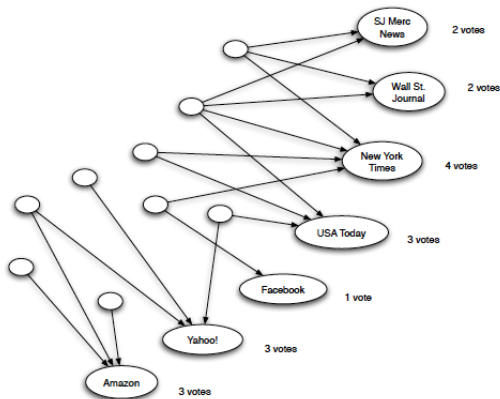 SJ Merc
News
2 votes
Wall St.
Journal
2 votes
New York
Times
4 votes
USA Today
3 votes
Facebook
1 vote
Yahoo!
3 votes
Amazon
3 votes